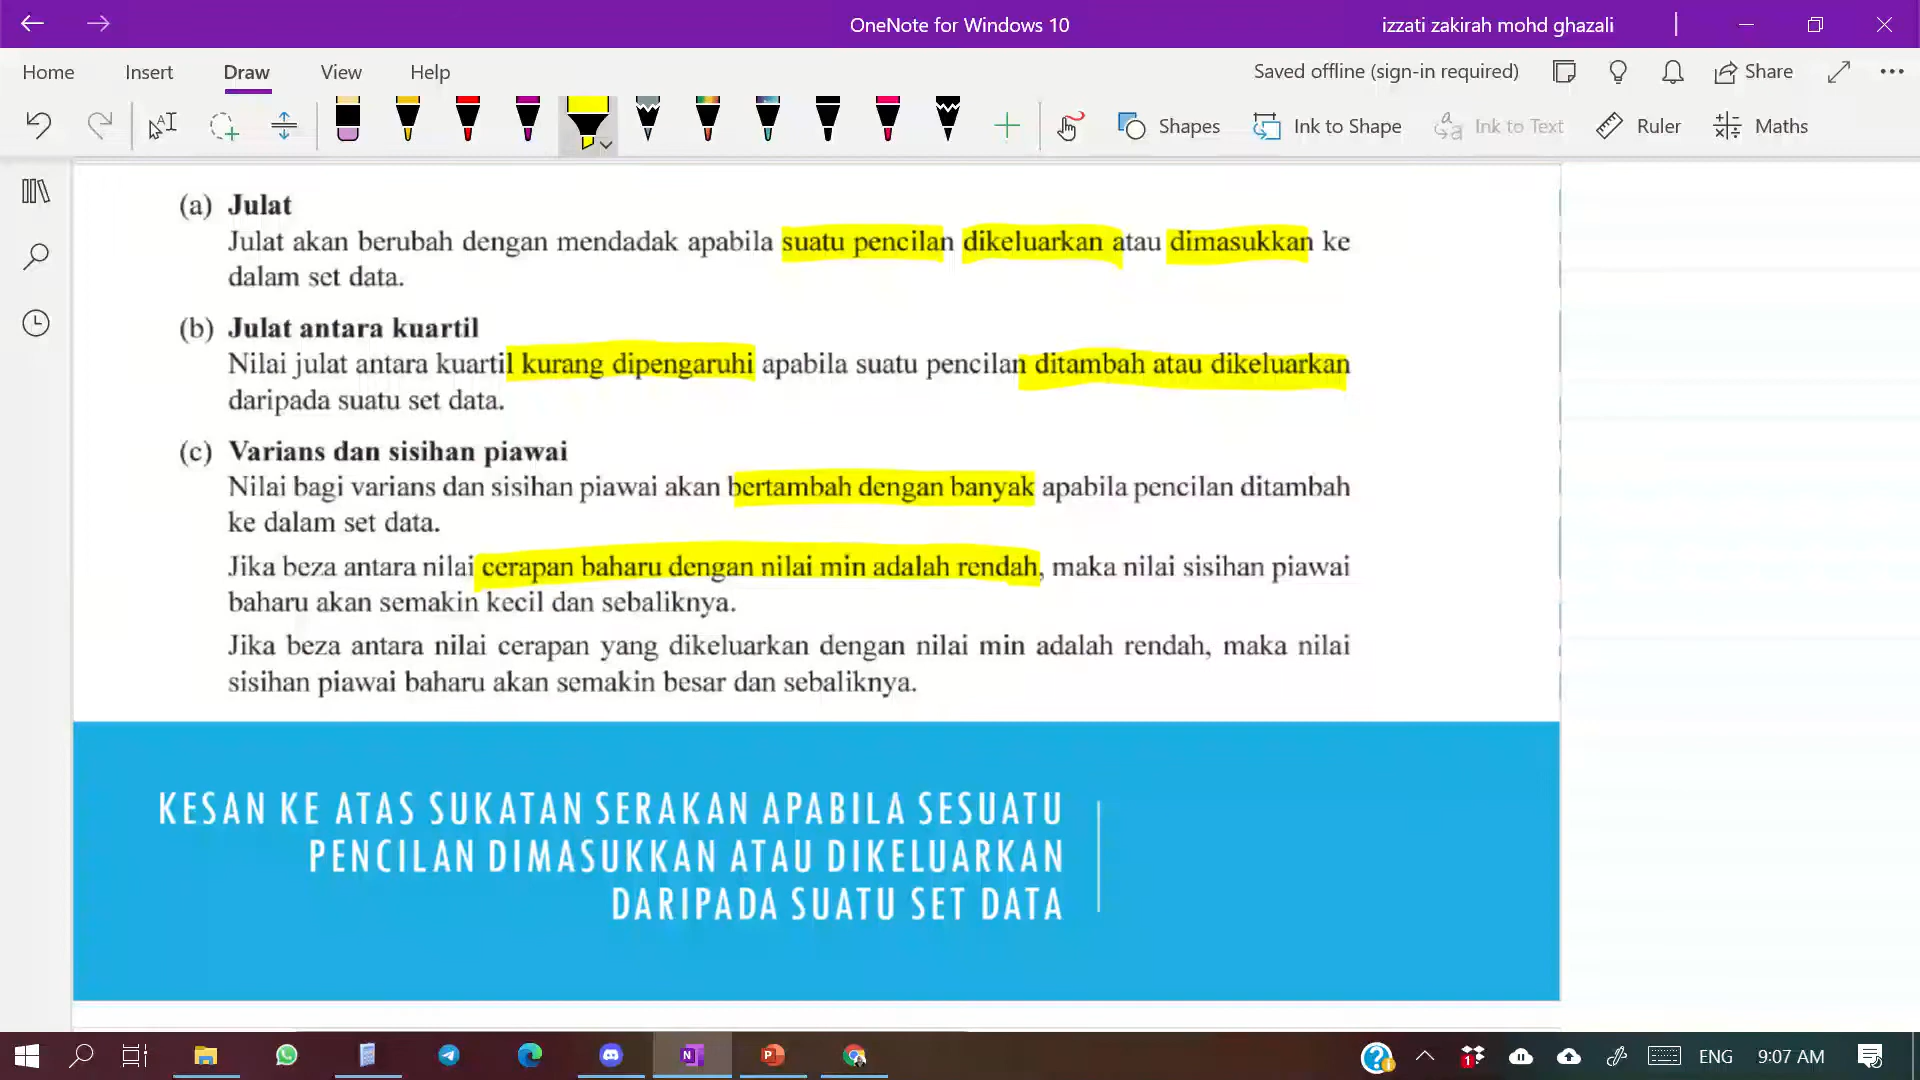 OneNote for Windows 10
izzati zakirah mohd ghazali
Home Insert Draw View Help
Saved offline (sign-in required)
Share
Shapes
Ink to Shape
Ink to Text
Ruler
Maths
(a) Julat
Julat akan berubah dengan mendadak apabila suatu pencilan dikeluarkan atau dimasukkan ke
dalam set data.
(b) Julat antara kuartil
Nilai julat antara kuartil kurang dipengaruhi apabila suatu pencilan ditambah atau dikeluarkan
daripada suatu set data.
(c) Varians dan sisihan piawai
Nilai bagi varians dan sisihan piawai akan bertambah dengan banyak apabila pencilan ditambah
ke dalam set data.
Jika beza antara nilai cerapan baharu dengan nilai min adalah rendah, maka nilai sisihan piawai
baharu akan semakin kecil dan sebaliknya.
Jika beza antara nilai cerapan yang dikeluarkan dengan nilai min adalah rendah, maka nilai
sisihan piawai baharu akan semakin besar dan sebaliknya.
KESAN KE ATAS SUKATAN SERAKAN APABILA SESUATU
PENCILAN DIMASUKKAN ATAU DIKELUARKAN
DARIPADA SUATU SET DATA
ENG
9:07 AM